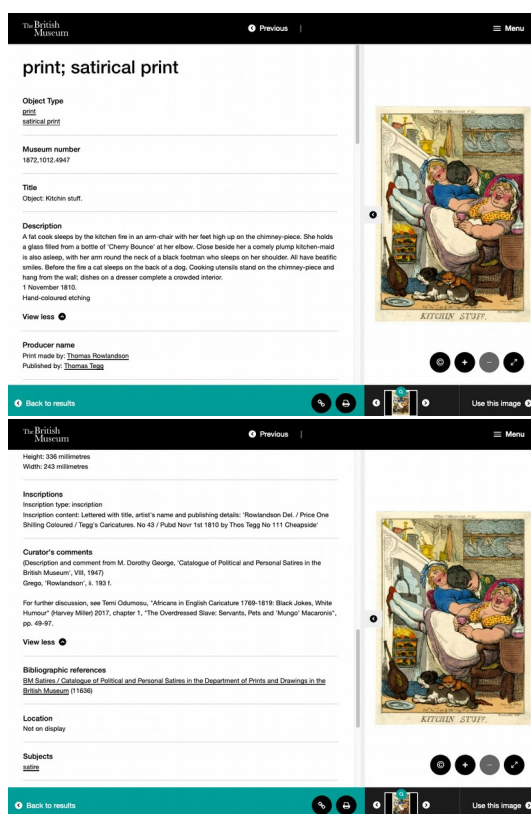 The British
Museum
Previous
Menu
print; satirical print
Object Type
print
satirical print
Museum number
1872,1012.4947
Title
Object: Kitchin stuff.
Description
A fat cook sleeps by the kitchen fire in an arm-chair with her feet high up on the chimney-piece. She holds
a glass filled from a bottle of 'Cherry Bounce' at her elbow. Close beside her a comely plump kitchen-maid
is also asleep, with her arm round the neck of a black footman who sleeps on her shoulder. All have beatific
smiles. Before the fire a cat sleeps on the back of a dog. Cooking utensils stand on the chimney-piece and
hang from the wall; dishes on a dresser complete a crowded interior.
1 November 1810.
Hand-coloured etching
View less
Producer name
Print made by: Thomas Rowlandson
Published by: Thomas Tegg
KITCHIN STUFF.
Back to results
Use this image
The British
Museum
Previous
Menu
Height: 336 millimetres
Width: 243 millimetres
Inscriptions
Inscription type: inscription
Inscription content: Lettered with title, artist's name and publishing details: 'Rowlandson Del. / Price One
Shilling Coloured / Tegg's Caricatures. No 43 / Pubd Novr 1st 1810 by Thos Tegg No 111 Cheapside'
Curator's comments
(Description and comment from M. Dorothy George, 'Catalogue of Political and Personal Satires in the
British Museum', VIII, 1947)
Grego, 'Rowlandson', ii. 193 f.
For further discussion, see Temi Odumosu, "Africans in English Caricature 1769-1819: Black Jokes, White
Humour" (Harvey Miller) 2017, chapter 1, "The Overdressed Slave: Servants, Pets and 'Mungo' Macaronis",
pp. 49-97.
View less
Bibliographic references
BM Satires / Catalogue of Political and Personal Satires in the Department of Prints and Drawings in the
British Museum (11636)
Location
Not on display
Subjects
satire
KITCHIN STUFF.
Back to results
Use this image